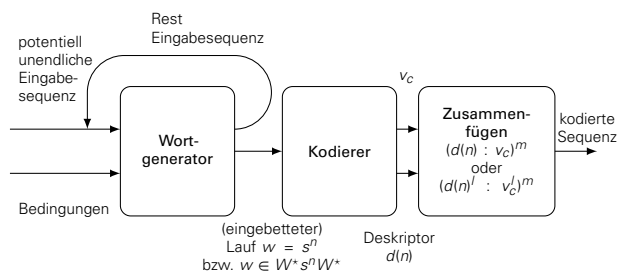 Rest
Eingabesequenz
potentiell
unendliche
Eingabe-
sequenz
Wort-
generator
Kodierer
v_c
Zusammen-
fügen
(d(n) : v_c)^m
oder
(d(n)^l : v_c^l)^m
kodierte
Sequenz
Bedingungen
(eingebetteter)
Lauf w = s^n
bzw. w ∈ W*s^nW*
Deskriptor
d(n)